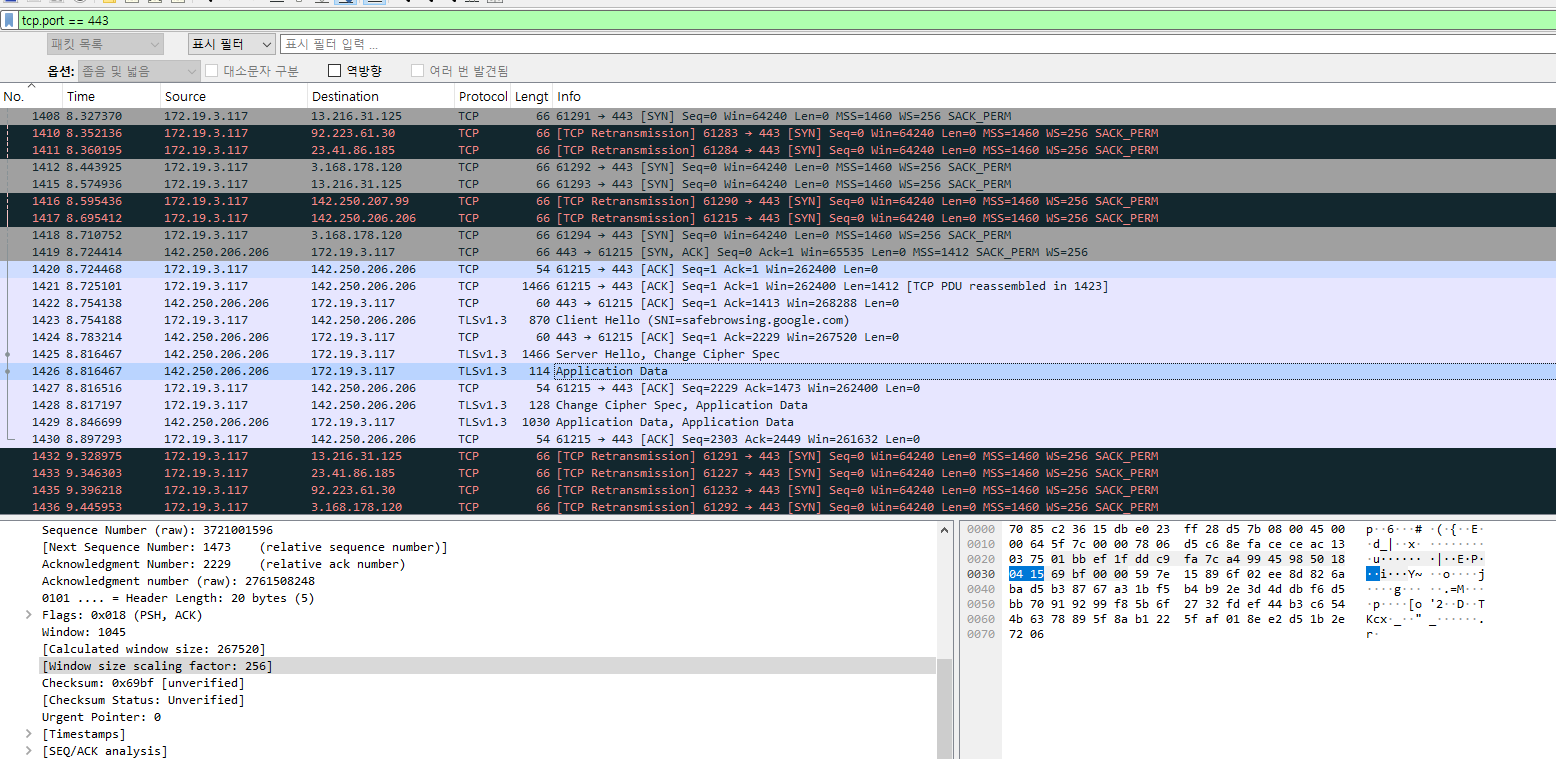 tcp.port == 443
패킷 목록 표시 필터 표시 필터 입력 ...
옵션: 좁음 및 넓음 대소문자 구분 역방향 여러 번 발견됨
No. Time Source Destination Protocol Lengt Info
1408 8.327370 172.19.3.117 13.216.31.125 TCP 66 61291 → 443 [SYN] Seq=0 Win=64240 Len=0 MSS=1460 WS=256 SACK_PERM
1410 8.352136 172.19.3.117 92.223.61.30 TCP 66 [TCP Retransmission] 61283 → 443 [SYN] Seq=0 Win=64240 Len=0 MSS=1460 WS=256 SACK_PERM
1411 8.360195 172.19.3.117 23.41.86.185 TCP 66 [TCP Retransmission] 61284 → 443 [SYN] Seq=0 Win=64240 Len=0 MSS=1460 WS=256 SACK_PERM
1412 8.443925 172.19.3.117 3.168.178.120 TCP 66 61292 → 443 [SYN] Seq=0 Win=64240 Len=0 MSS=1460 WS=256 SACK_PERM
1415 8.574936 172.19.3.117 13.216.31.125 TCP 66 61293 → 443 [SYN] Seq=0 Win=64240 Len=0 MSS=1460 WS=256 SACK_PERM
1416 8.595436 172.19.3.117 142.250.207.99 TCP 66 [TCP Retransmission] 61290 → 443 [SYN] Seq=0 Win=64240 Len=0 MSS=1460 WS=256 SACK_PERM
1417 8.695412 172.19.3.117 142.250.206.206 TCP 66 [TCP Retransmission] 61215 → 443 [SYN] Seq=0 Win=64240 Len=0 MSS=1460 WS=256 SACK_PERM
1418 8.710752 172.19.3.117 3.168.178.120 TCP 66 61294 → 443 [SYN] Seq=0 Win=64240 Len=0 MSS=1460 WS=256 SACK_PERM
1419 8.724414 142.250.206.206 172.19.3.117 TCP 66 443 → 61215 [SYN, ACK] Seq=0 Ack=1 Win=65535 Len=0 MSS=1412 SACK_PERM WS=256
1420 8.724468 172.19.3.117 142.250.206.206 TCP 54 61215 → 443 [ACK] Seq=1 Ack=1 Win=262400 Len=0
1421 8.725101 172.19.3.117 142.250.206.206 TCP 1466 61215 → 443 [ACK] Seq=1 Ack=1 Win=262400 Len=1412 [TCP PDU reassembled in 1423]
1422 8.754138 142.250.206.206 172.19.3.117 TCP 60 443 → 61215 [ACK] Seq=1 Ack=1413 Win=268288 Len=0
1423 8.754188 172.19.3.117 142.250.206.206 TLSv1.3 870 Client Hello (SNI=safebrowsing.google.com)
1424 8.783214 142.250.206.206 172.19.3.117 TCP 60 443 → 61215 [ACK] Seq=1 Ack=2229 Win=267520 Len=0
1425 8.816467 142.250.206.206 172.19.3.117 TLSv1.3 1466 Server Hello, Change Cipher Spec
1426 8.816467 142.250.206.206 172.19.3.117 TLSv1.3 114 Application Data
1427 8.816516 172.19.3.117 142.250.206.206 TCP 54 61215 → 443 [ACK] Seq=2229 Ack=1473 Win=262400 Len=0
1428 8.817197 172.19.3.117 142.250.206.206 TLSv1.3 128 Change Cipher Spec, Application Data
1429 8.846699 142.250.206.206 172.19.3.117 TLSv1.3 1030 Application Data, Application Data
1430 8.897293 172.19.3.117 142.250.206.206 TCP 54 61215 → 443 [ACK] Seq=2303 Ack=2449 Win=261632 Len=0
1432 9.328975 172.19.3.117 13.216.31.125 TCP 66 [TCP Retransmission] 61291 → 443 [SYN] Seq=0 Win=64240 Len=0 MSS=1460 WS=256 SACK_PERM
1433 9.346303 172.19.3.117 23.41.86.185 TCP 66 [TCP Retransmission] 61227 → 443 [SYN] Seq=0 Win=64240 Len=0 MSS=1460 WS=256 SACK_PERM
1435 9.396218 172.19.3.117 92.223.61.30 TCP 66 [TCP Retransmission] 61232 → 443 [SYN] Seq=0 Win=64240 Len=0 MSS=1460 WS=256 SACK_PERM
1436 9.445953 172.19.3.117 3.168.178.120 TCP 66 [TCP Retransmission] 61292 → 443 [SYN] Seq=0 Win=64240 Len=0 MSS=1460 WS=256 SACK_PERM
Sequence Number (raw): 3721001596
[Next Sequence Number: 1473 (relative sequence number)]
Acknowledgment Number: 2229 (relative ack number)
Acknowledgment number (raw): 2761508248
0101 .... = Header Length: 20 bytes (5)
Flags: 0x018 (PSH, ACK)
Window: 1045
[Calculated window size: 267520]
[Window size scaling factor: 256]
Checksum: 0x69bf [unverified]
[Checksum Status: Unverified]
Urgent Pointer: 0
[Timestamps]
[SEQ/ACK analysis]
0000 70 85 c2 36 15 db e0 23 ff 28 d5 7b 08 00 45 00 p··6···# ·(·{··E·
0010 00 64 5f 7c 00 00 78 06 d5 c6 8e fa ce ce ac 13 ·d_|··x· ········
0020 03 75 01 bb ef 1f dd c9 fa 7c a4 99 45 98 50 18 ·u······ ·|··E·P·
0030 04 15 69 bf 00 00 59 7e 15 89 6f 02 ee 8d 82 6a ··i···Y~ ··o····j
0040 ba d5 b3 87 67 a3 1b f5 b4 b9 2e 3d 4d db f6 d5 ····g··· ··.=M···
0050 bb 70 91 92 99 f8 5b 6f 27 32 fd ef 44 b3 c6 54 ·p····[o '2··D··T
0060 4b 63 78 89 5f 8a b1 22 5f af 01 8e e2 d5 1b 2e Kcx·_··" _······.
0070 72 06 r·